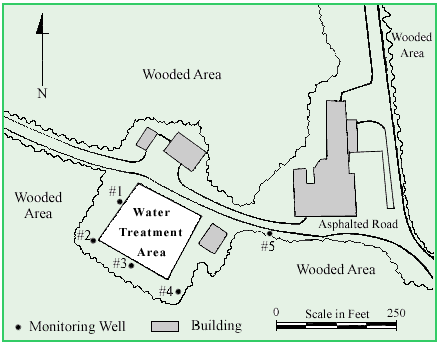 Wooded
Area
Wooded Area
N
Wooded
Area
#1
Water
Treatment
Area
#2
#3
#4
#5
Asphalted Road
Wooded Area
Monitoring Well
Building
0 Scale in Feet 250